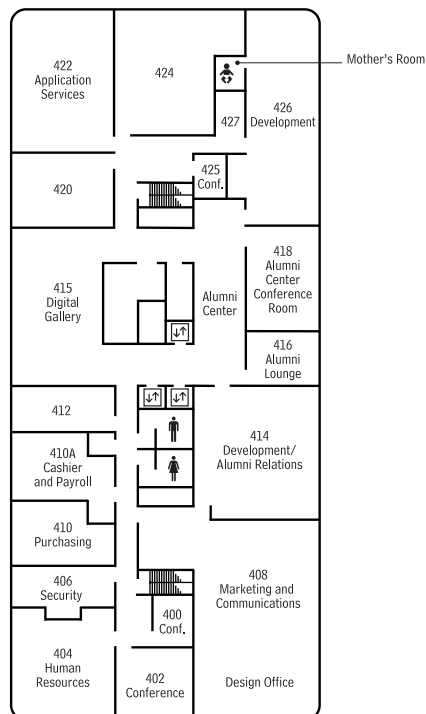 422
Application
Services
424
Mother's Room
427
426
Development
420
425
Conf.
415
Digital
Gallery
Alumni
Center
418
Alumni
Center
Conference
Room
416
Alumni
Lounge
412
410A
Cashier
and Payroll
414
Development/
Alumni Relations
410
Purchasing
406
Security
408
Marketing and
Communications
400
Conf.
404
Human
Resources
402
Conference
Design Office